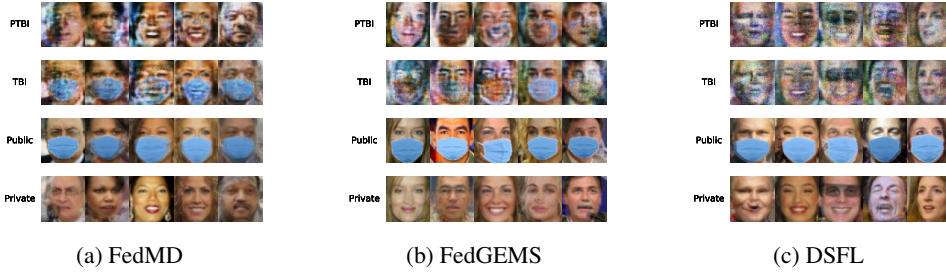 PTBI
TBI
Public
Private
(a) FedMD
PTBI
TBI
Public
Private
(b) FedGEMS
PTBI
TBI
Public
Private
(c) DSFL